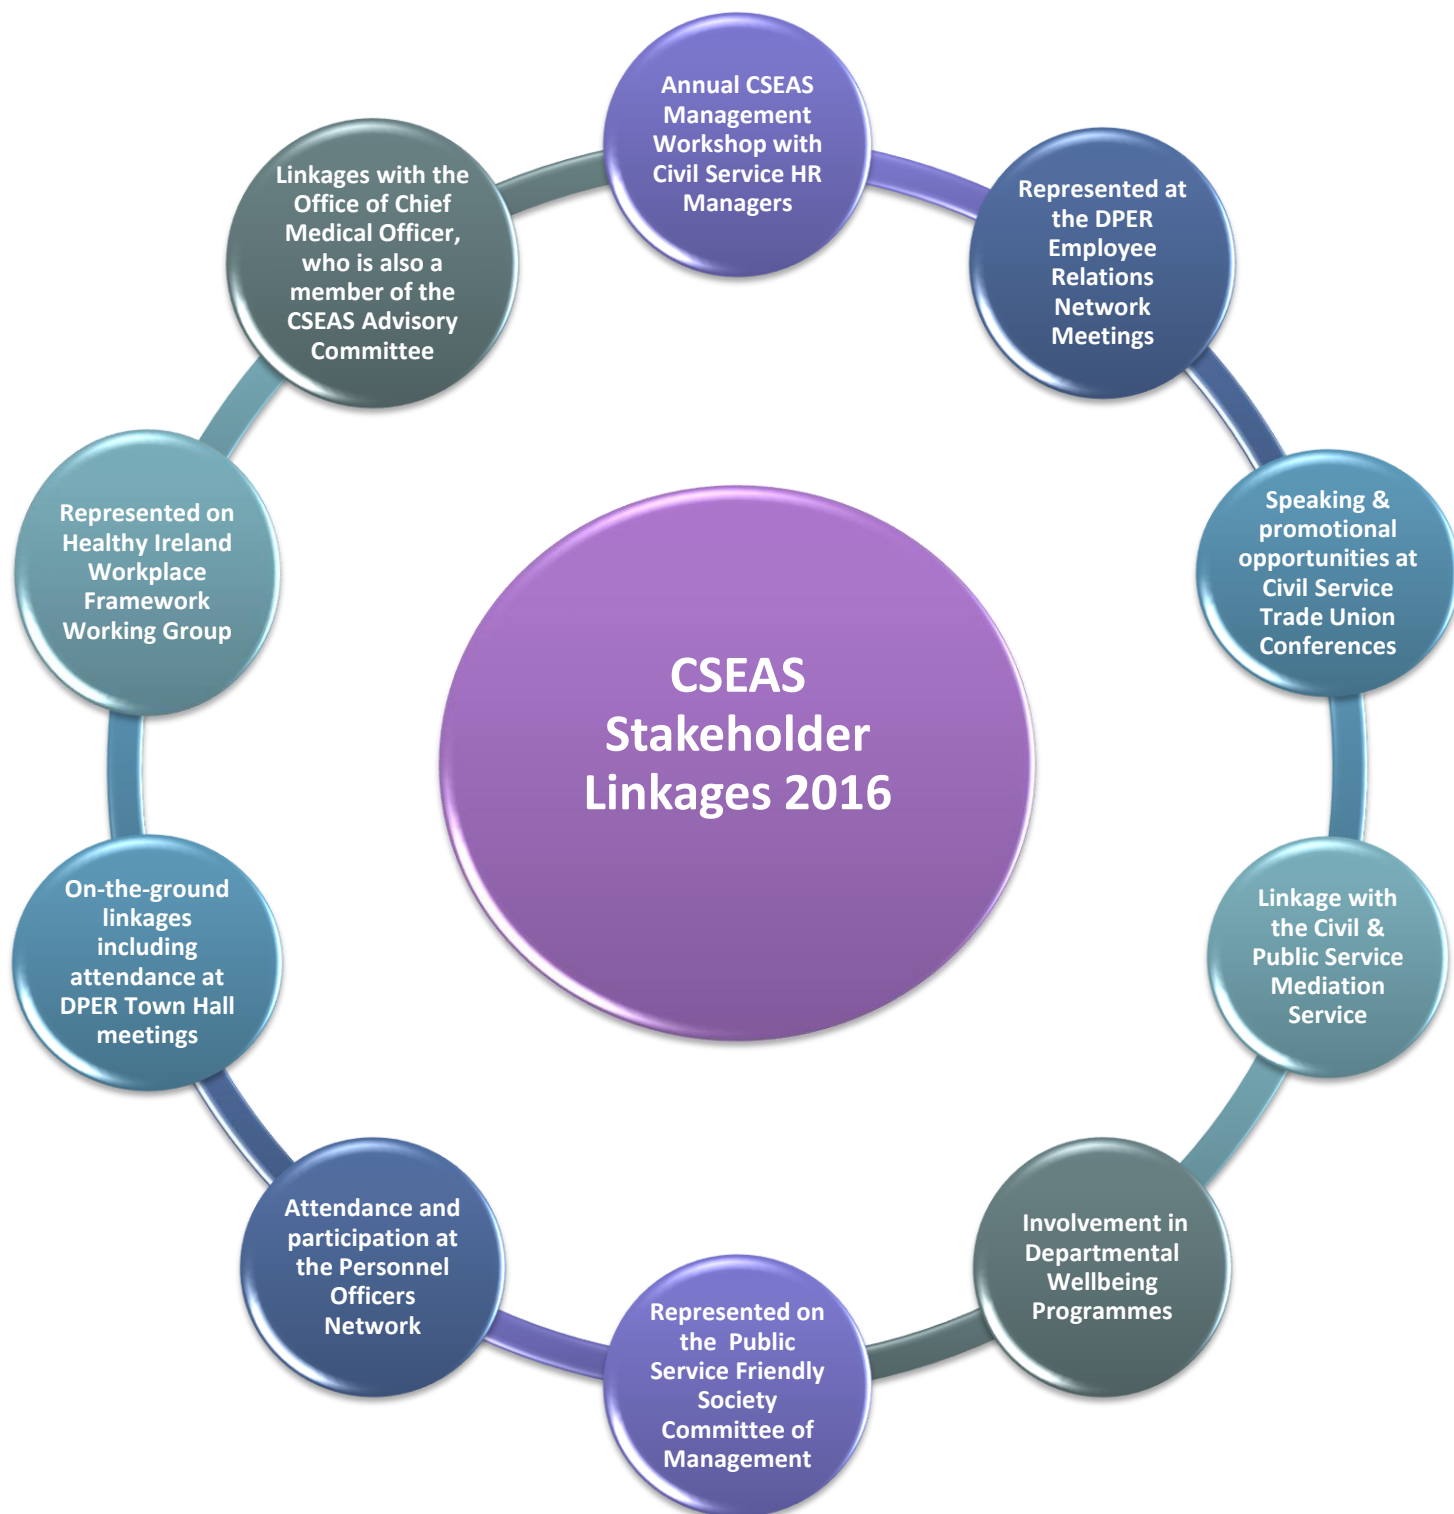 Annual CSEAS
Management
Workshop with
Civil Service HR
Managers
Represented at
the DPER
Employee
Relations
Network
Meetings
Speaking &
promotional
opportunities at
Civil Service
Trade Union
Conferences
Linkage with
the Civil &
Public Service
Mediation
Service
Involvement in
Departmental
Wellbeing
Programmes
Represented on
the Public
Service Friendly
Society
Committee of
Management
Attendance and
participation at
the Personnel
Officers
Network
On-the-ground
linkages
including
attendance at
DPER Town Hall
meetings
Represented on
Healthy Ireland
Workplace
Framework
Working Group
Linkages with the
Office of Chief
Medical Officer,
who is also a
member of the
CSEAS Advisory
Committee
CSEAS
Stakeholder
Linkages 2016